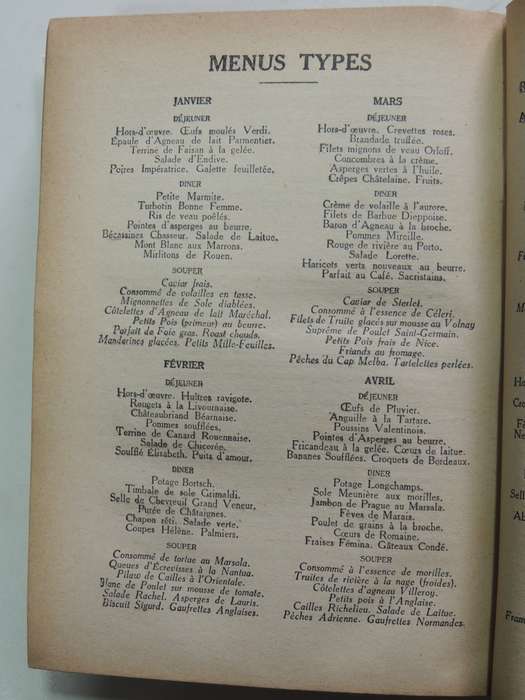 MENUS TYPES
JANVIER
DÉJEUNER
Hors-d'œuvre. Œufs moulés Verdi.
Épaule d'Agneau de lait Parmentier.
Terrine de Faisan à la gelée.
Salade d'Endive.
Poires Impératrice. Galette feuilletée.
DINER
Petite Marmite.
Turbotin Bonne Femme.
Ris de veau poêlés.
Pointes d'asperges au beurre.
Bécassines Chasseur. Salade de Laitue.
Mont Blanc aux Marrons.
Mirlitons de Rouen.
SOUPER
Caviar frais.
Consommé de volailles en tasse.
Mignonnettes de Sole diablées.
Côtelettes d'Agneau de lait Maréchal.
Petits Pois (primeur) au beurre.
Parfait de Foie gras. Roast chauds.
Mandarines glacées. Petits Mille-Feuilles.
FÉVRIER
DÉJEUNER
Hors-d'œuvre. Huîtres ravigote.
Rougets à la Livournaise.
Châteaubriand Béarnaise.
Pommes soufflées.
Terrine de Canard Rouennaise.
Salade de Chicorée.
Soufflé Elisabeth. Puits d'amour.
DINER
Potage Bortsch.
Timbale de sole Grimaldi.
Selle de Chevreuil Grand Veneur.
Purée de Châtaignes.
Chapon rôti. Salade verte.
Coupes Hélène. Palmiers.
SOUPER
Consommé de tortue au Marsala.
Queues d'Écrevisses à la Nantua.
Pilaw de Cailles à l'Orientale.
Blanc de Poulet sur mousse de tomate.
Salade Rachel. Asperges de Lauris.
Biscuit Sigurd. Gaufrettes Anglaises.
MARS
DÉJEUNER
Hors-d'œuvre. Crevettes roses.
Brandade truffée.
Filets mignons de veau Orloff.
Concombres à la crème.
Asperges vertes à l'huile.
Crêpes Châtelaine. Fruits.
DINER
Crème de volaille à l'aurore.
Filets de Barbue Dieppoise.
Baron d'Agneau à la broche.
Pommes Mireille.
Rouge de rivière au Porto.
Salade Lorette.
Haricots verts nouveaux au beurre.
Parfait au Café. Sacristains.
SOUPER
Caviar de Sterlet.
Consommé à l'essence de Céleri.
Filets de Truite glacés sur mousse au Volnay
Suprême de Poulet Saint-Germain.
Petits Pois frais de Nice.
Friands au fromage.
Pêches du Cap Melba. Tartelettes perlées.
AVRIL
DÉJEUNER
Œufs de Pluvier.
Anguille à la Tartare.
Poussins Valentinois.
Pointes d'Asperges au beurre.
Fricandeau à la gelée. Cœurs de laitue.
Bananes Soufflées. Croquets de Bordeaux.
DINER
Potage Longchamps.
Sole Meunière aux morilles.
Jambon de Prague au Marsala.
Fèves de Marais.
Poulet de grains à la broche.
Cœurs de Romaine.
Fraises Fémina. Gâteaux Condé.
SOUPER
Consommé à l'essence de morilles.
Truites de rivière à la nage (froides).
Côtelettes d'agneau Villeroy.
Petits pois à l'Anglaise.
Cailles Richelieu. Salade de Laitue.
Pêches Adrienne. Gaufrettes Normandes.